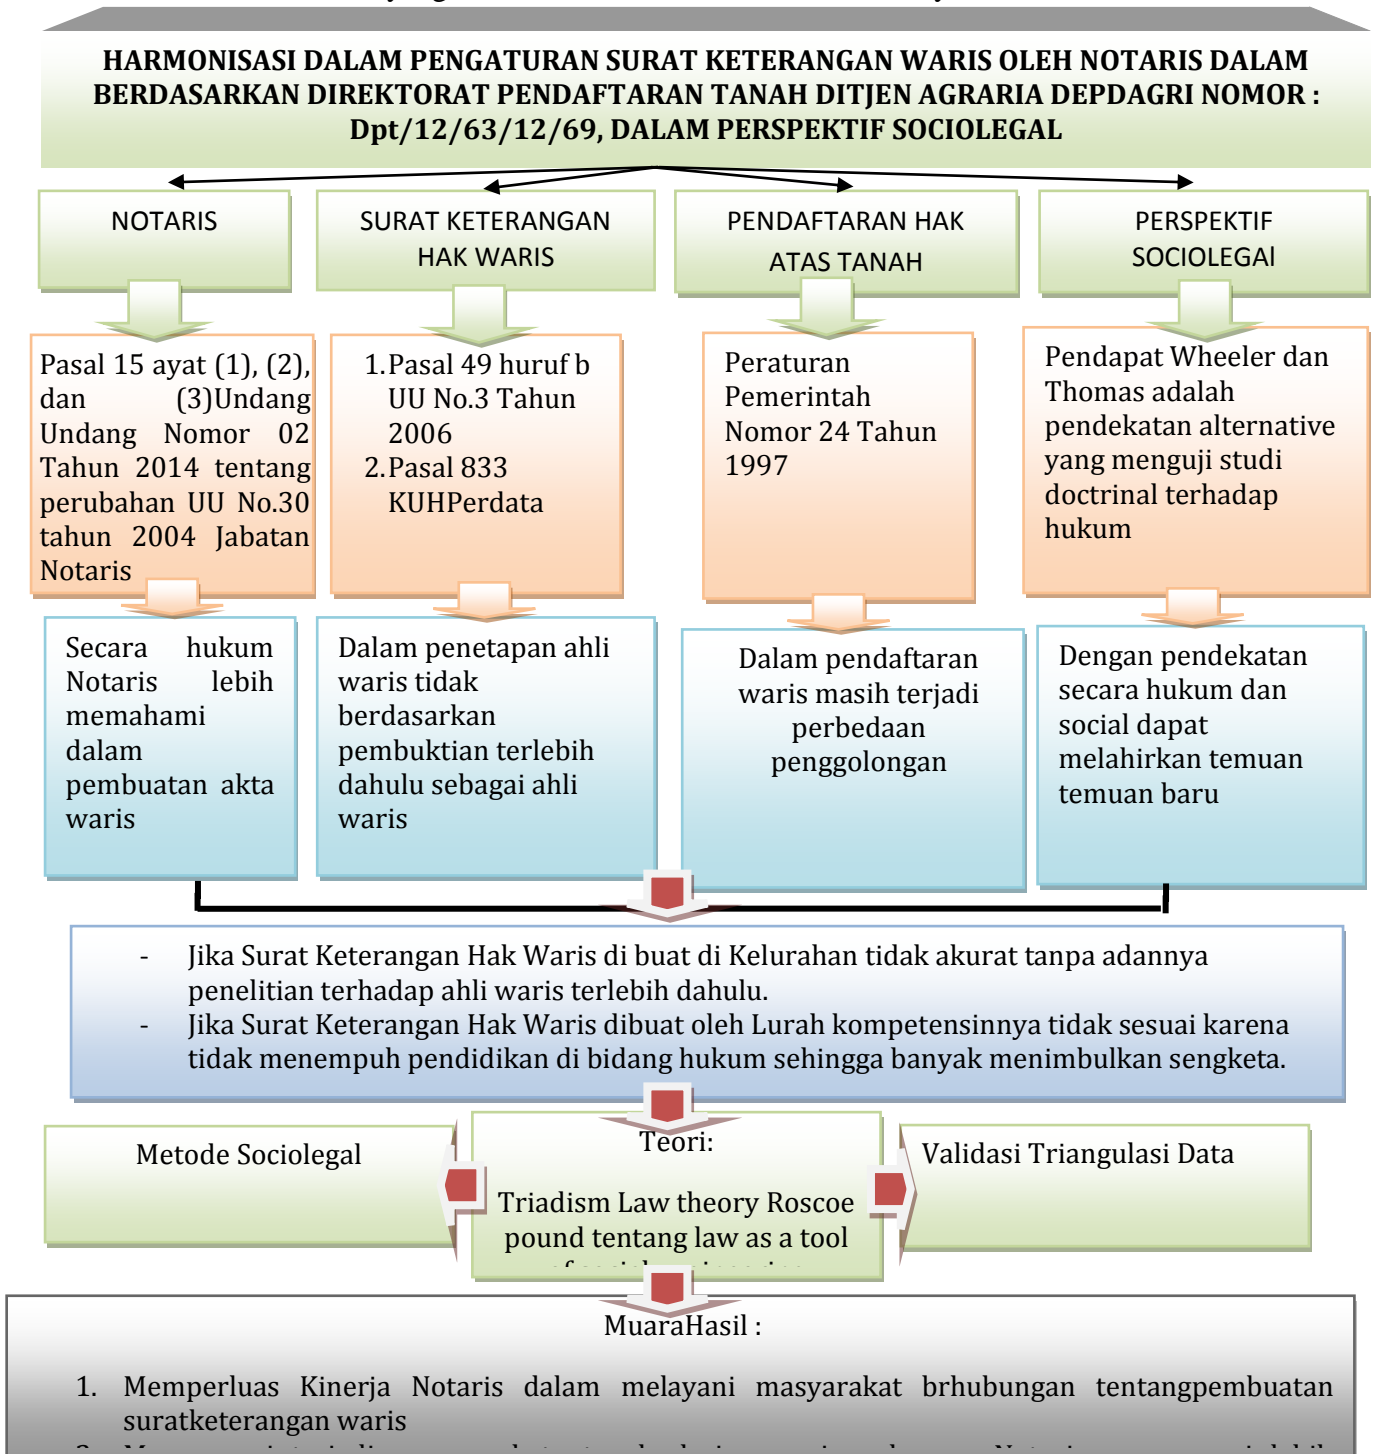 HARMONISASI DALAM PENGATURAN SURAT KETERANGAN WARIS OLEH NOTARIS DALAM
BERDASARKAN DIREKTORAT PENDAFTARAN TANAH DITJEN AGRARIA DEPDAGRI NOMOR :
Dpt/12/63/12/69, DALAM PERSPEKTIF SOCIOLEGAL
NOTARIS
SURAT KETERANGAN
HAK WARIS
PENDAFTARAN HAK
ATAS TANAH
PERSPEKTIF
SOCIOLEGAl
Pasal 15 ayat (1), (2),
dan (3)Undang
Undang Nomor 02
Tahun 2014 tentang
perubahan UU No.30
tahun 2004 Jabatan
Notaris
1.Pasal 49 huruf b
UU No.3 Tahun
2006
2.Pasal 833
KUHPerdata
Peraturan
Pemerintah
Nomor 24 Tahun
1997
Pendapat Wheeler dan
Thomas adalah
pendekatan alternative
yang menguji studi
doctrinal terhadap
hukum
Secara hukum
Notaris lebih
memahami
dalam
pembuatan akta
waris
Dalam penetapan ahli
waris tidak
berdasarkan
pembuktian terlebih
dahulu sebagai ahli
waris
Dalam pendaftaran
waris masih terjadi
perbedaan
penggolongan
Dengan pendekatan
secara hukum dan
social dapat
melahirkan temuan
temuan baru
- Jika Surat Keterangan Hak Waris di buat di Kelurahan tidak akurat tanpa adannya
penelitian terhadap ahli waris terlebih dahulu.
- Jika Surat Keterangan Hak Waris dibuat oleh Lurah kompetensinnya tidak sesuai karena
tidak menempuh pendidikan di bidang hukum sehingga banyak menimbulkan sengketa.
Metode Sociolegal
Teori:
Triadism Law theory Roscoe
pound tentang law as a tool
Validasi Triangulasi Data
MuaraHasil :
1. Memperluas Kinerja Notaris dalam melayani masyarakat brhubungan tentangpembuatan
suratketerangan waris